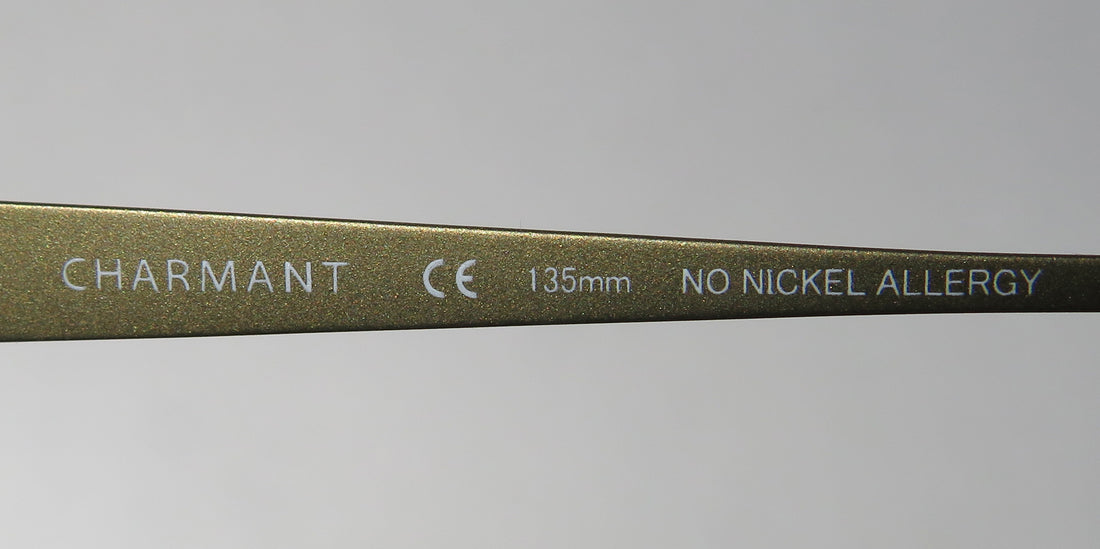 CHARMANT CE 135mm NO NICKEL ALLERGY